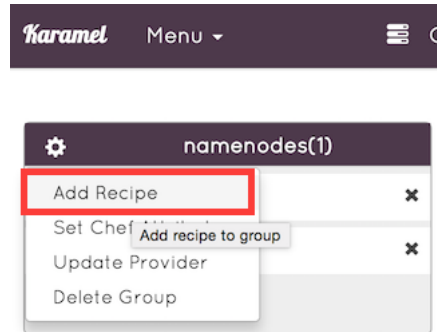 Karamel Menu
namenodes(1)
Add Recipe
Set Chef
Add recipe to group
Update Provider
Delete Group